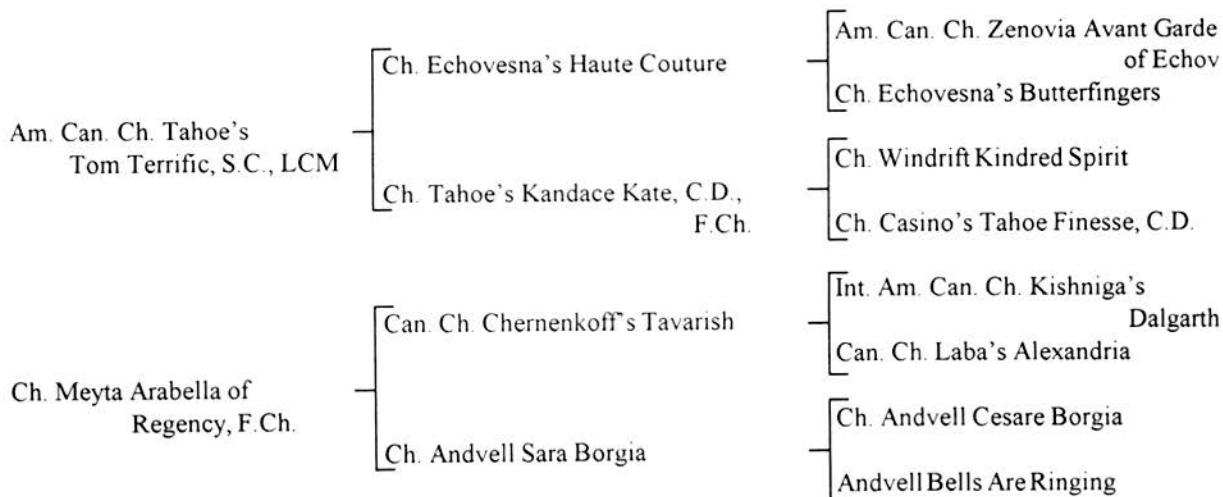 Am. Can. Ch. Tahoe's
Tom Terrific, S.C., LCM
Ch. Echovesna's Haute Couture
Am. Can. Ch. Zenovia Avant Garde
of Echov
Ch. Echovesna's Butterfingers
Ch. Tahoe's Kandace Kate, C.D.,
F.Ch.
Ch. Windrift Kindred Spirit
Ch. Casino's Tahoe Finesse, C.D.
Ch. Meyta Arabella of
Regency, F.Ch.
Can. Ch. Chernenkoff's Tavarish
Int. Am. Can. Ch. Kishniga's
Dalgarth
Can. Ch. Laba's Alexandria
Ch. Andvell Sara Borgia
Ch. Andvell Cesare Borgia
Andvell Bells Are Ringing